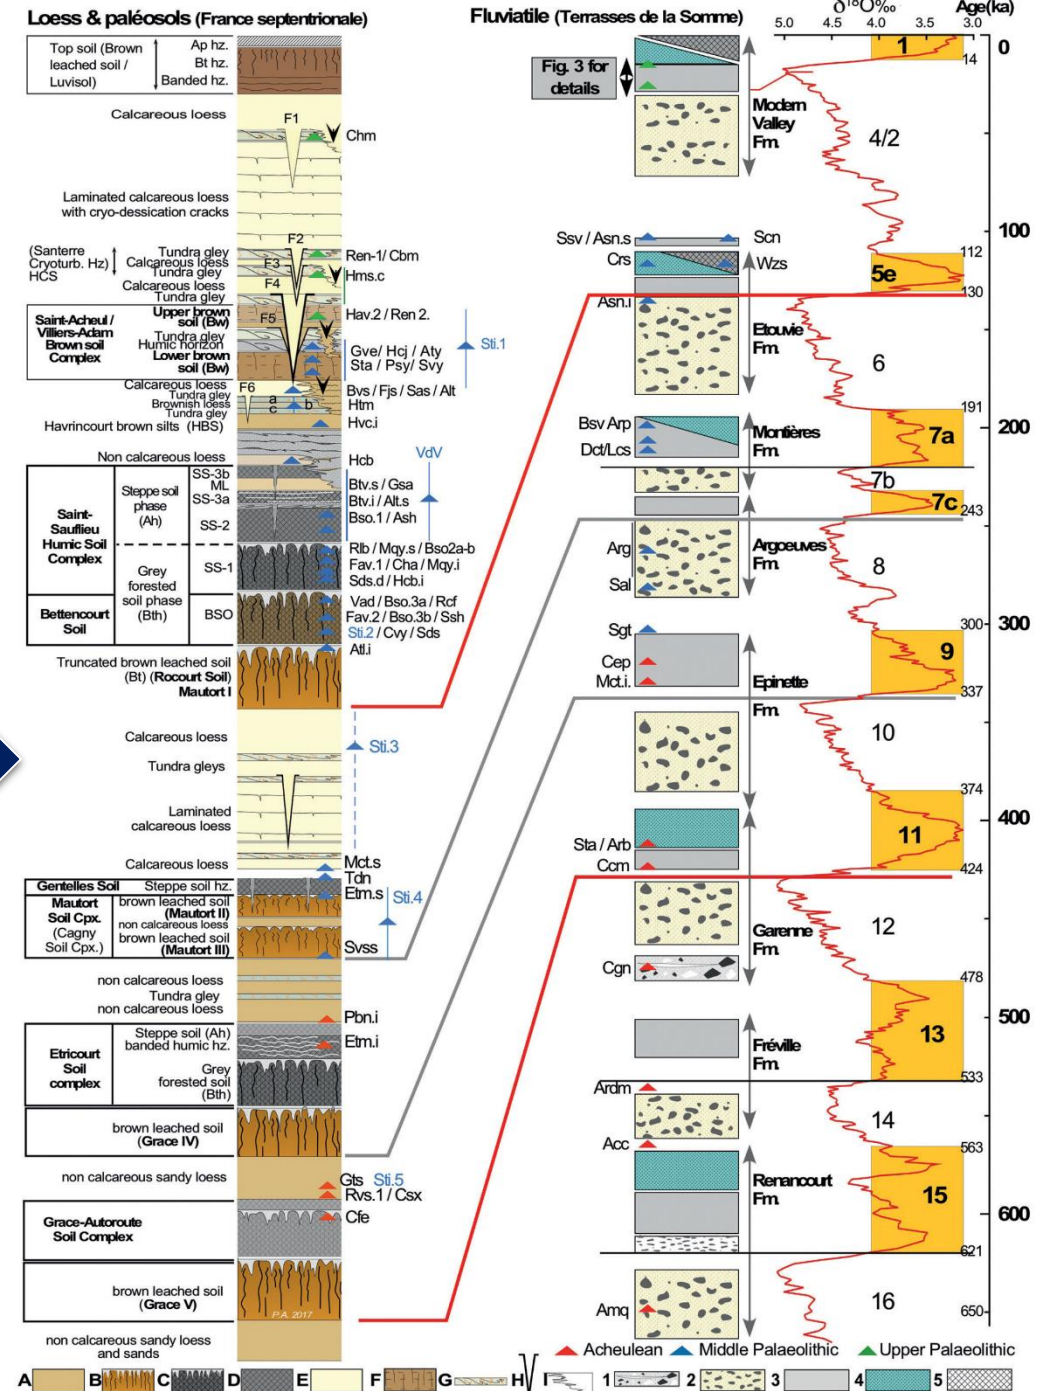 Loess & paléosols (France septentrionale)
Top soil (Brown
leached soil /
Luvisol)
Ap hz.
Bt hz.
Banded hz.
Calcareous loess
F1
Chm
Laminated calcareous loess
with cryo-dessication cracks
(Santerre
Cryoturb. Hz)
HCS
Tundra gley
Calcareous loess
Tundra gley
Calcareous loess
Tundra gley
F2
F3
F4
F5
Ren-1/ Cbm
Hms.c
Saint-Acheul /
Villiers-Adam
Brown soil
Complex
Upper brown
soil (Bw)
Tundra gley
Humic horizon
Lower brown
soil (Bw)
Hav.2 / Ren 2.
Gve/ Hcj / Aty
Sta / Psy/ Svy
Sti.1
Calcareous loess
Tundra gley
Brownish loess
Tundra gley
F6
a
b
c
Bvs / Fjs / Sas / Alt
Htm
Havrincourt brown silts (HBS)
Hvc.i
Non calcareous loess
Hcb
VdV
Saint-
Sauflieu
Humic Soil
Complex
Steppe soil
phase
(Ah)
SS-3b
ML
SS-3a
SS-2
Btv.s / Gsa
Btv.i / Alt.s
Bso.1 / Ash
Grey
forested
soil phase
(Bth)
SS-1
Rlb / Mqy.s / Bso2a-b
Fav.1 / Cha / Mqy.i
Sds.d / Hcb.i
Bettencourt
Soil
BSO
Vad / Bso.3a / Rcf
Fav.2 / Bso.3b / Ssh
Sti.2 / Cvy / Sds
Atl.i
Truncated brown leached soil
(Bt) (Rocourt Soil)
Mautort I
Calcareous loess
Sti.3
Tundra gleys
Laminated
calcareous loess
Calcareous loess
Mct.s
Tdn
Gentelles Soil
Steppe soil hz.
Etm.s
Sti.4
Mautort
Soil Cpx.
(Cagny
Soil Cpx.)
brown leached soil
(Mautort II)
non calcareous loess
brown leached soil
(Mautort III)
Svss
non calcareous loess
Tundra gley
non calcareous loess
Pbn.i
Etricourt
Soil
complex
Steppe soil (Ah)
banded humic hz.
Grey
forested soil
(Bth)
Etm.i
brown leached soil
(Grace IV)
non calcareous sandy loess
Gts Sti.5
Rvs.1 / Csx
Grace-Autoroute
Soil Complex
Cfe
brown leached soil
(Grace V)
P.A. 2017
non calcareous sandy loess
and sands
Fluviatile (Terrasses de la Somme)
Fig. 3 for
details
Modern
Valley
Fm.
Ssv / Asn.s
Scn
Crs
Wzs
Asn.i
Etouvie
Fm.
Bsv Arp
Dct/Lcs
Montières
Fm.
Argoeuves
Fm.
Arg
Sal
Sgt
Cep
Mct.i.
Epinette
Fm.
Sta / Arb
Ccm
Garenne
Fm.
Cgn
Fréville
Fm.
Ardm
Acc
Renancourt
Fm.
Amq
δ18O‰
Age(ka)
5.0 4.5 4.0 3.5 3.0
0
1
14
4/2
100
112
5e
130
6
191
200
7a
7b
7c
243
8
300
300
9
337
10
374
400
11
424
12
478
500
13
533
14
563
15
600
621
16
650
Acheulean Middle Palaeolithic Upper Palaeolithic
A B C D E F G H I 1 2 3 4 5